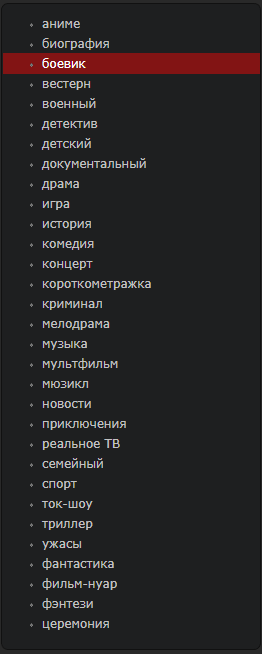 аниме
биография
боевик
вестерн
военный
детектив
детский
документальный
драма
игра
история
комедия
концерт
короткометражка
криминал
мелодрама
музыка
мультфильм
мюзикл
новости
приключения
реальное ТВ
семейный
спорт
ток-шоу
триллер
ужасы
фантастика
фильм-нуар
фэнтези
церемония